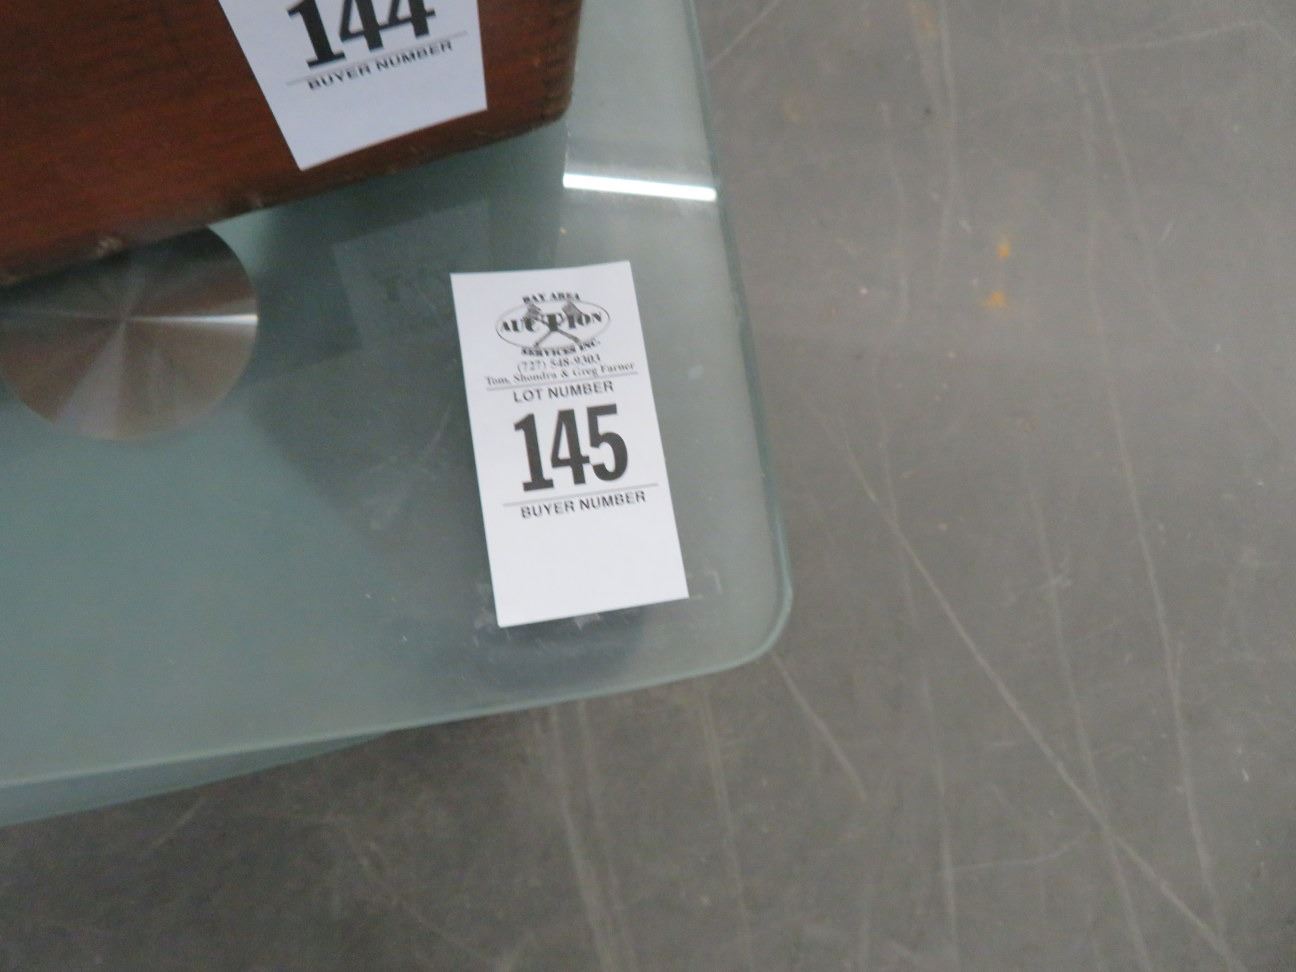 144
BUYER NUMBER
BAY AREA
AUCTION
SERVICES INC.
(727) 548-9303
Tom, Shondra & Greg Farner
LOT NUMBER
145
BUYER NUMBER